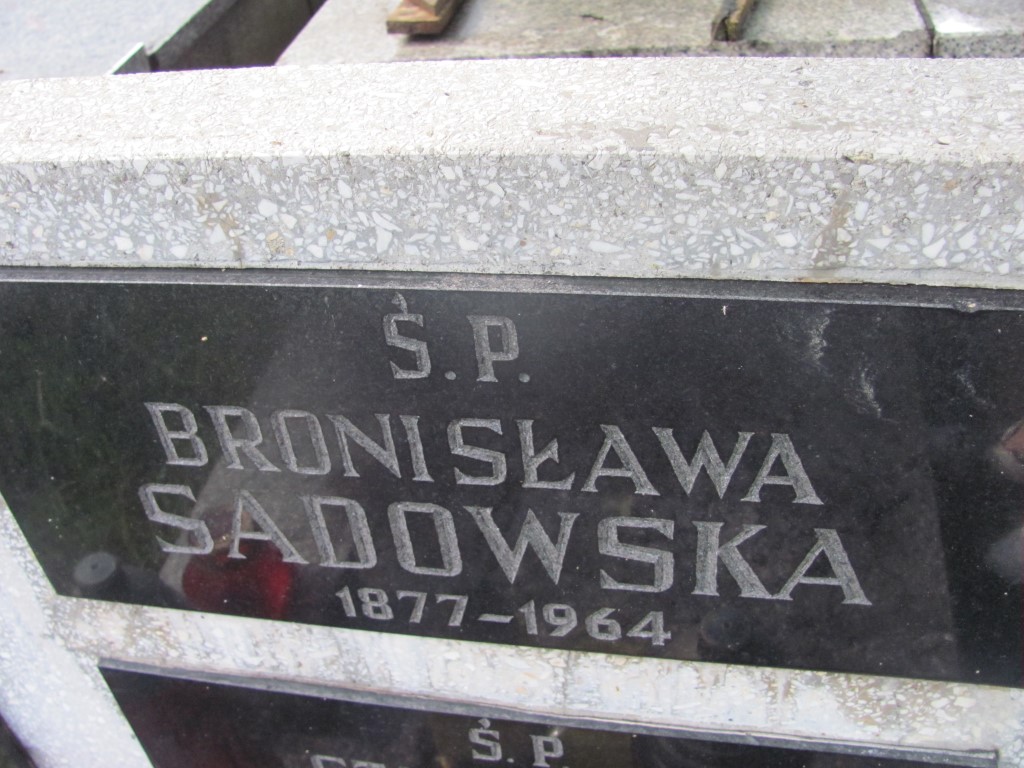 Ś.P.
BRONISŁAWA
SADOWSKA
1877-1964
Ś.P.